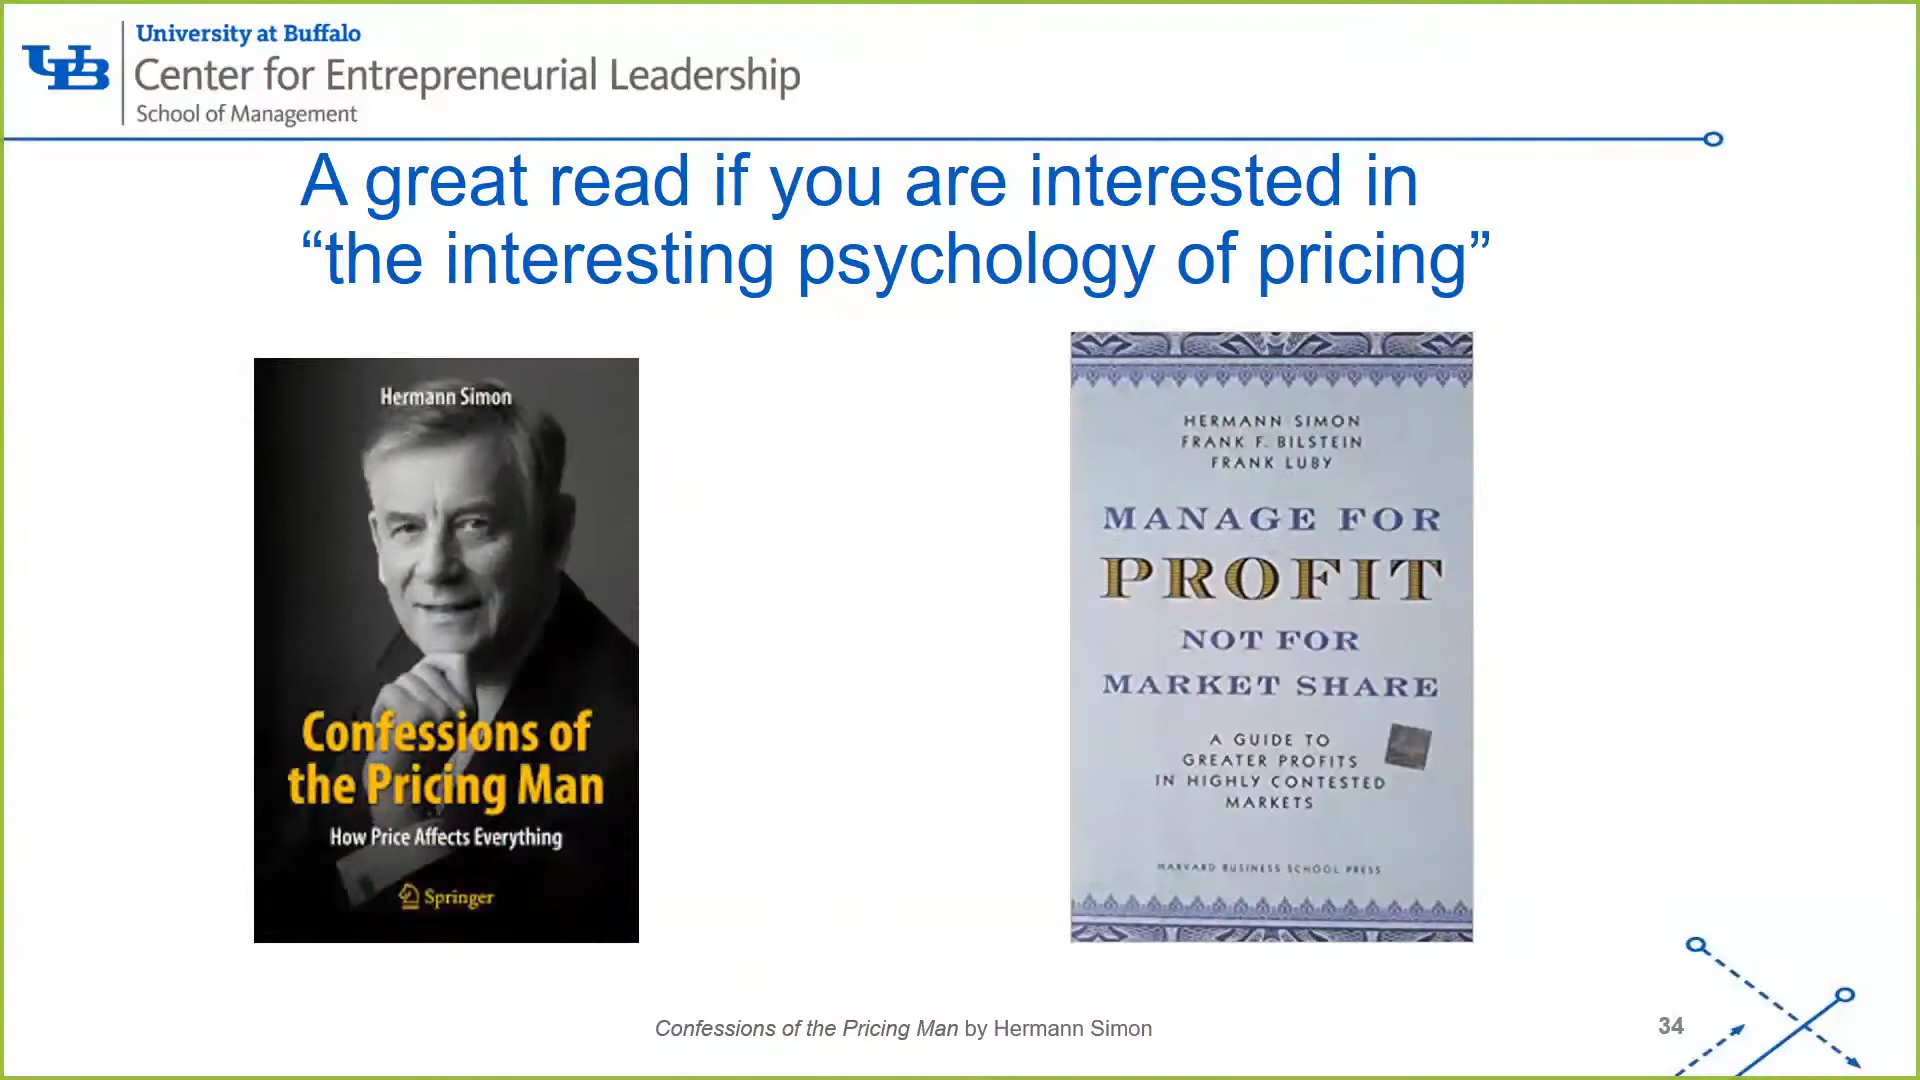 University at Buffalo
UB
Center for Entrepreneurial Leadership
School of Management
A great read if you are interested in
“the interesting psychology of pricing”
Hermann Simon
Confessions of
the Pricing Man
How Price Affects Everything
Springer
HERMANN SIMON
FRANK F. BILSTEIN
FRANK LUBY
MANAGE FOR
PROFIT
NOT FOR
MARKET SHARE
A GUIDE TO
GREATER PROFITS
IN HIGHLY CONTESTED
MARKETS
HARVARD BUSINESS SCHOOL PRESS
Confessions of the Pricing Man by Hermann Simon
34